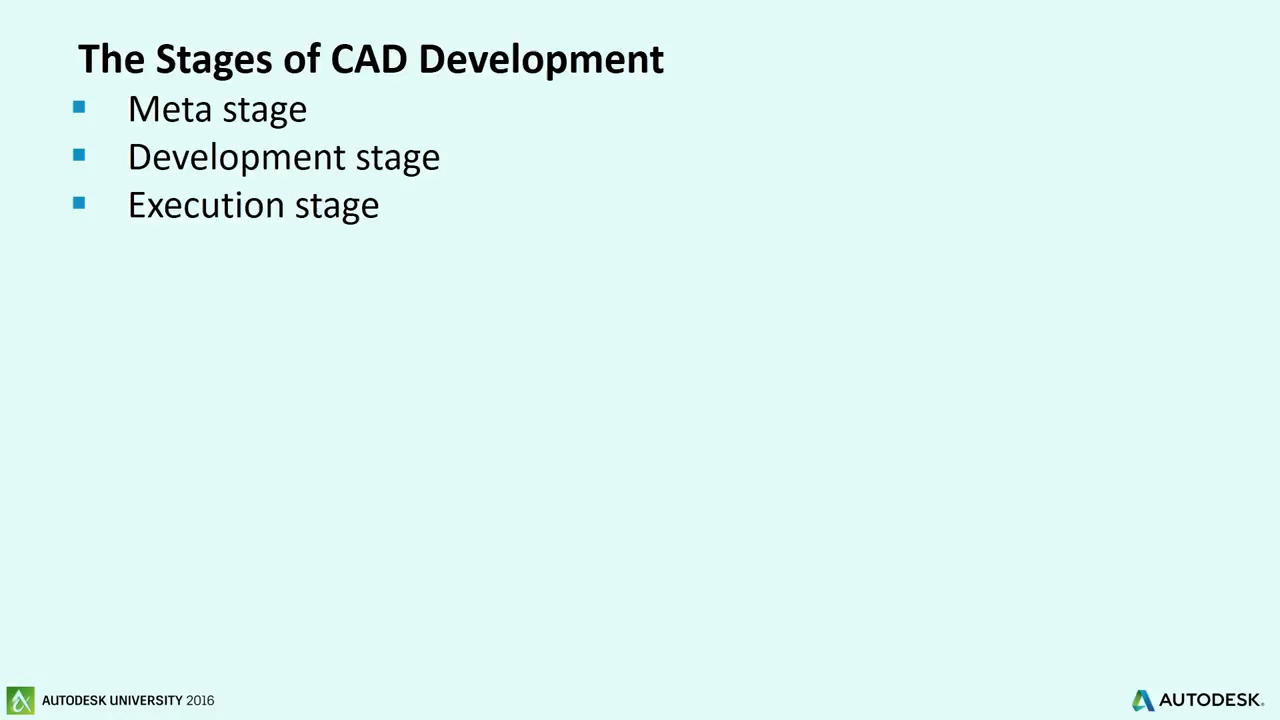 The Stages of CAD Development
Meta stage
Development stage
Execution stage
AUTODESK UNIVERSITY 2016
AUTODESK.